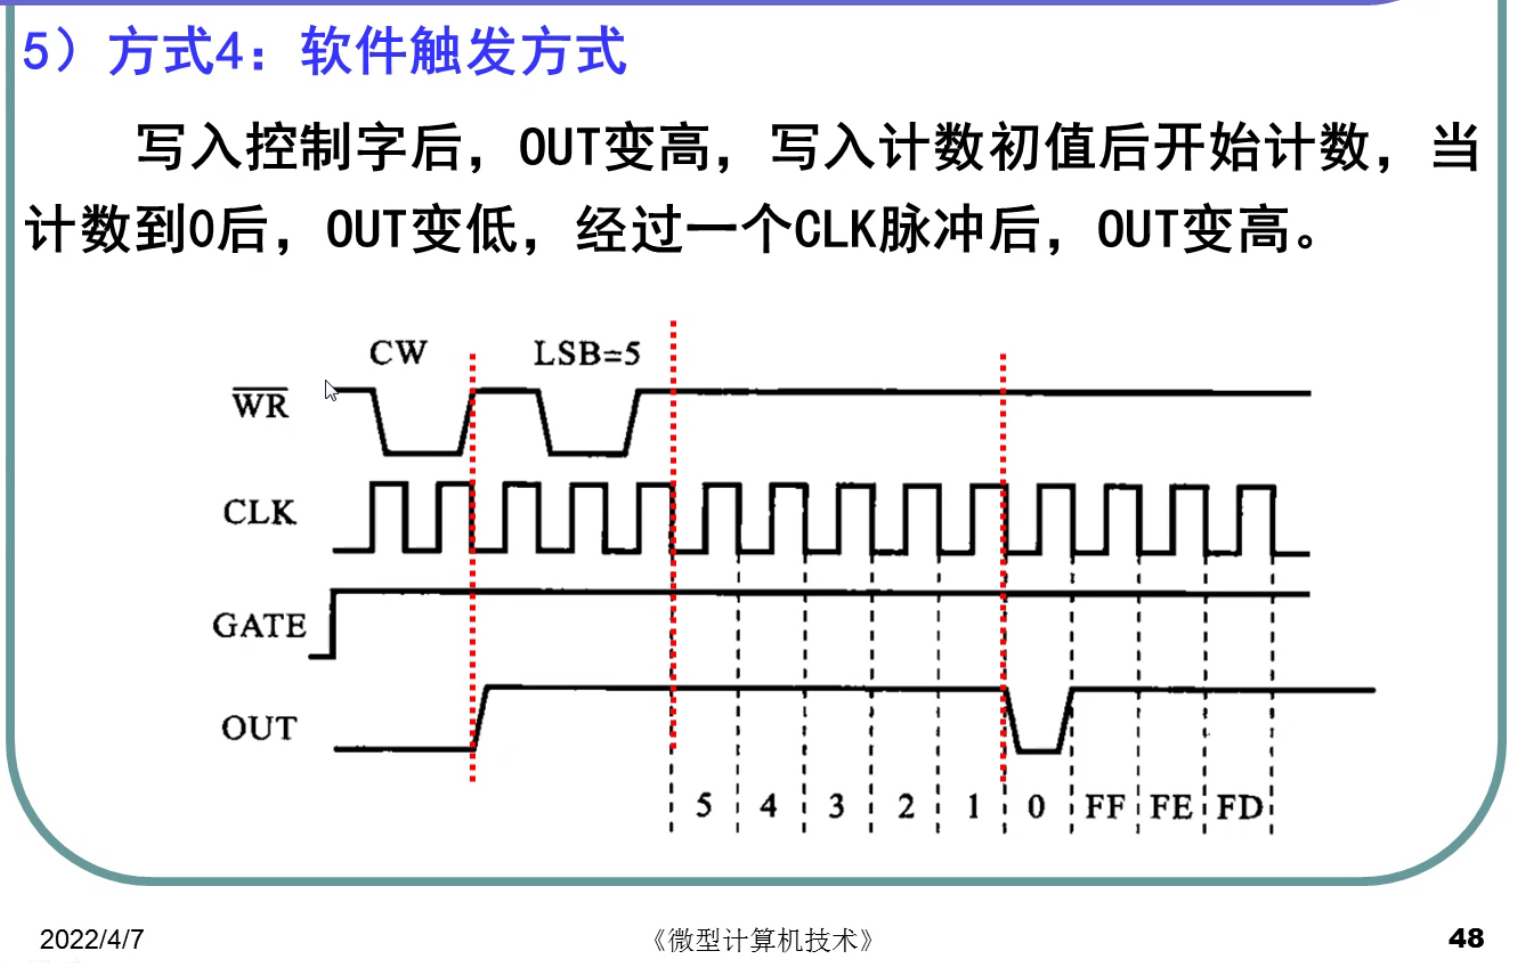 5）方式4：软件触发方式
写入控制字后，OUT变高，写入计数初值后开始计数，当
计数到0后，OUT变低，经过一个CLK脉冲后，OUT变高。
CW
LSB=5
WR
CLK
GATE
OUT
5 4 3 2 1 0 FF FE FD
2022/4/7
《微型计算机技术》
48